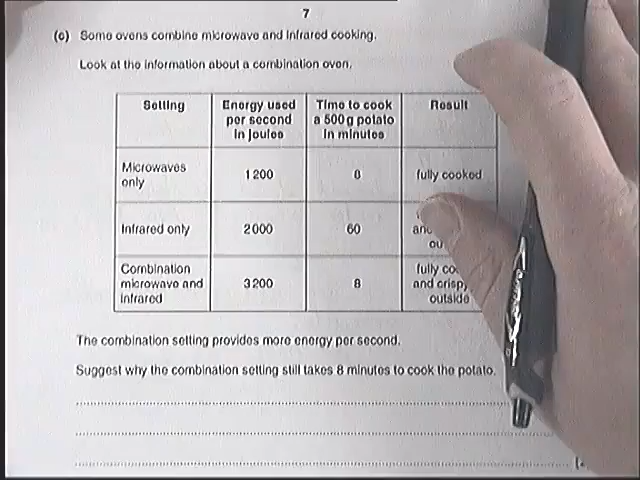 7
(c) Some ovens combine microwave and infrared cooking.
Look at the information about a combination oven.
Setting Energy used per second in joules Time to cook a 500 g potato in minutes Result
Microwaves only 1200 8 fully cooked
Infrared only 2000 60
Combination microwave and infrared 3200 8 fully and crispy outside
The combination setting provides more energy per second.
Suggest why the combination setting still takes 8 minutes to cook the potato.